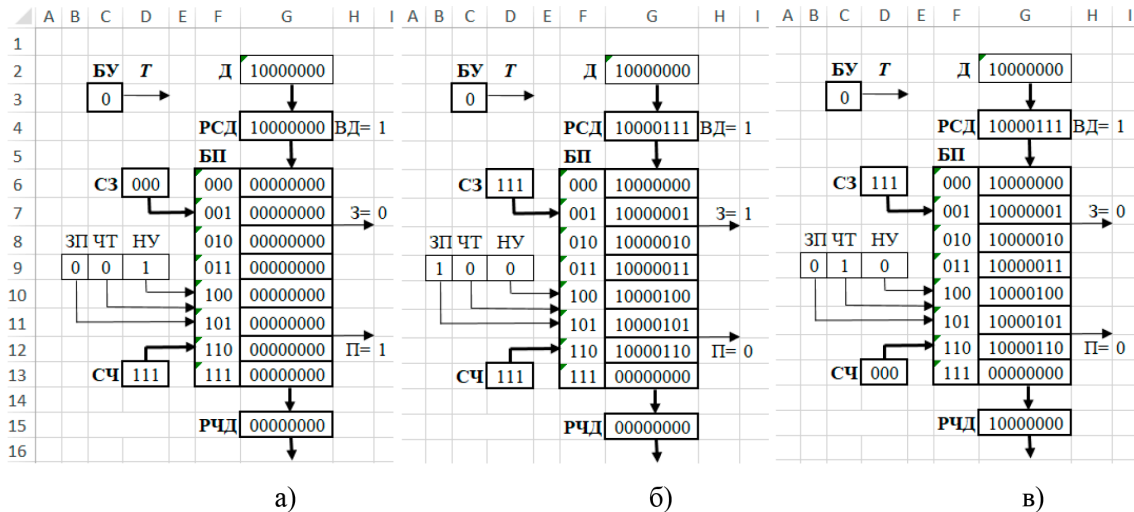 A B C D E F G H I A B C D E F G H I A B C D E F G H I
1
2 БУ Т Д 10000000 БУ Т Д 10000000 БУ Т Д 10000000
3 0 0 0
4 РСД 10000000 ВД= 1 РСД 10000111 ВД= 1 РСД 10000111 ВД= 1
5 БП БП БП
6 СЗ 000 000 00000000 СЗ 111 000 10000000 СЗ 111 000 10000000
7 001 00000000 З= 0 001 10000001 З= 1 001 10000001 З= 0
8 ЗП ЧТ НУ 010 00000000 ЗП ЧТ НУ 010 10000010 ЗП ЧТ НУ 010 10000010
9 0 0 1 011 00000000 1 0 0 011 10000011 0 1 0 011 10000011
10 100 00000000 100 10000100 100 10000100
11 101 00000000 101 10000101 101 10000101
12 110 00000000 П= 1 110 10000110 П= 0 110 10000110 П= 0
13 СЧ 111 111 00000000 СЧ 111 111 00000000 СЧ 000 111 00000000
14
15 РЧД 00000000 РЧД 00000000 РЧД 10000000
16
а) б) в)